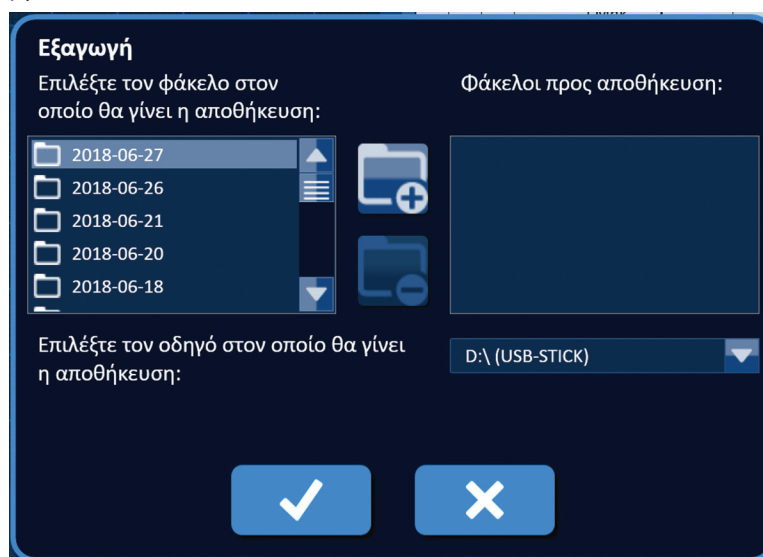 Εξαγωγή
Επιλέξτε τον φάκελο στον
οποίο θα γίνει η αποθήκευση:
Φάκελοι προς αποθήκευση:
2018-06-27
2018-06-26
2018-06-21
2018-06-20
2018-06-18
Επιλέξτε τον οδηγό στον οποίο θα γίνει
η αποθήκευση:
D:\ (USB-STICK)